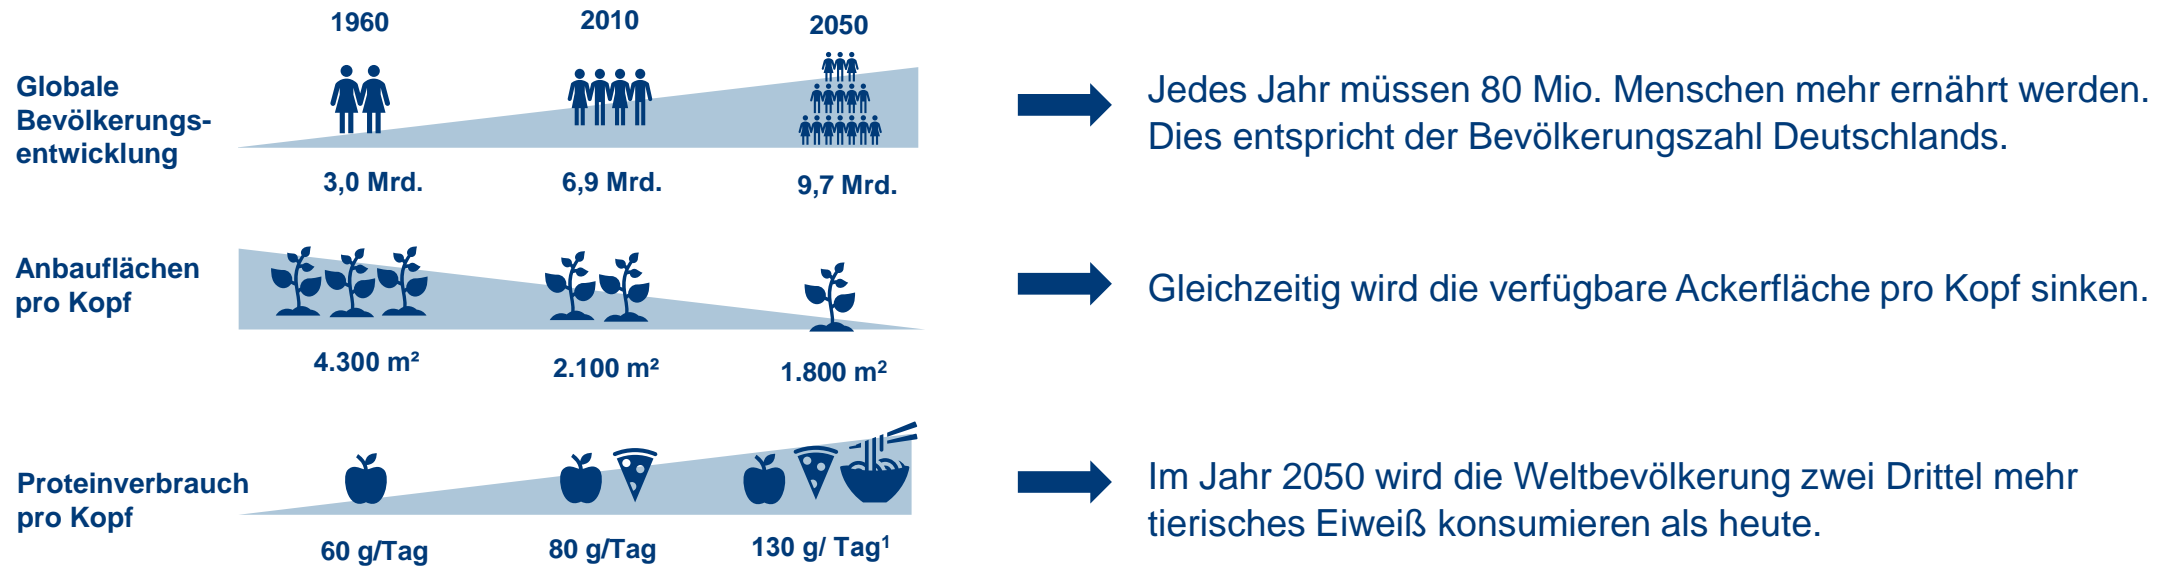 1960
2010
2050
Globale
Bevölkerungs-
entwicklung
3,0 Mrd.
6,9 Mrd.
9,7 Mrd.
Jedes Jahr müssen 80 Mio. Menschen mehr ernährt werden.
Dies entspricht der Bevölkerungszahl Deutschlands.
Anbauflächen
pro Kopf
4.300 m²
2.100 m²
1.800 m²
Gleichzeitig wird die verfügbare Ackerfläche pro Kopf sinken.
Proteinverbrauch
pro Kopf
60 g/Tag
80 g/Tag
130 g/ Tag¹
Im Jahr 2050 wird die Weltbevölkerung zwei Drittel mehr
tierisches Eiweiß konsumieren als heute.